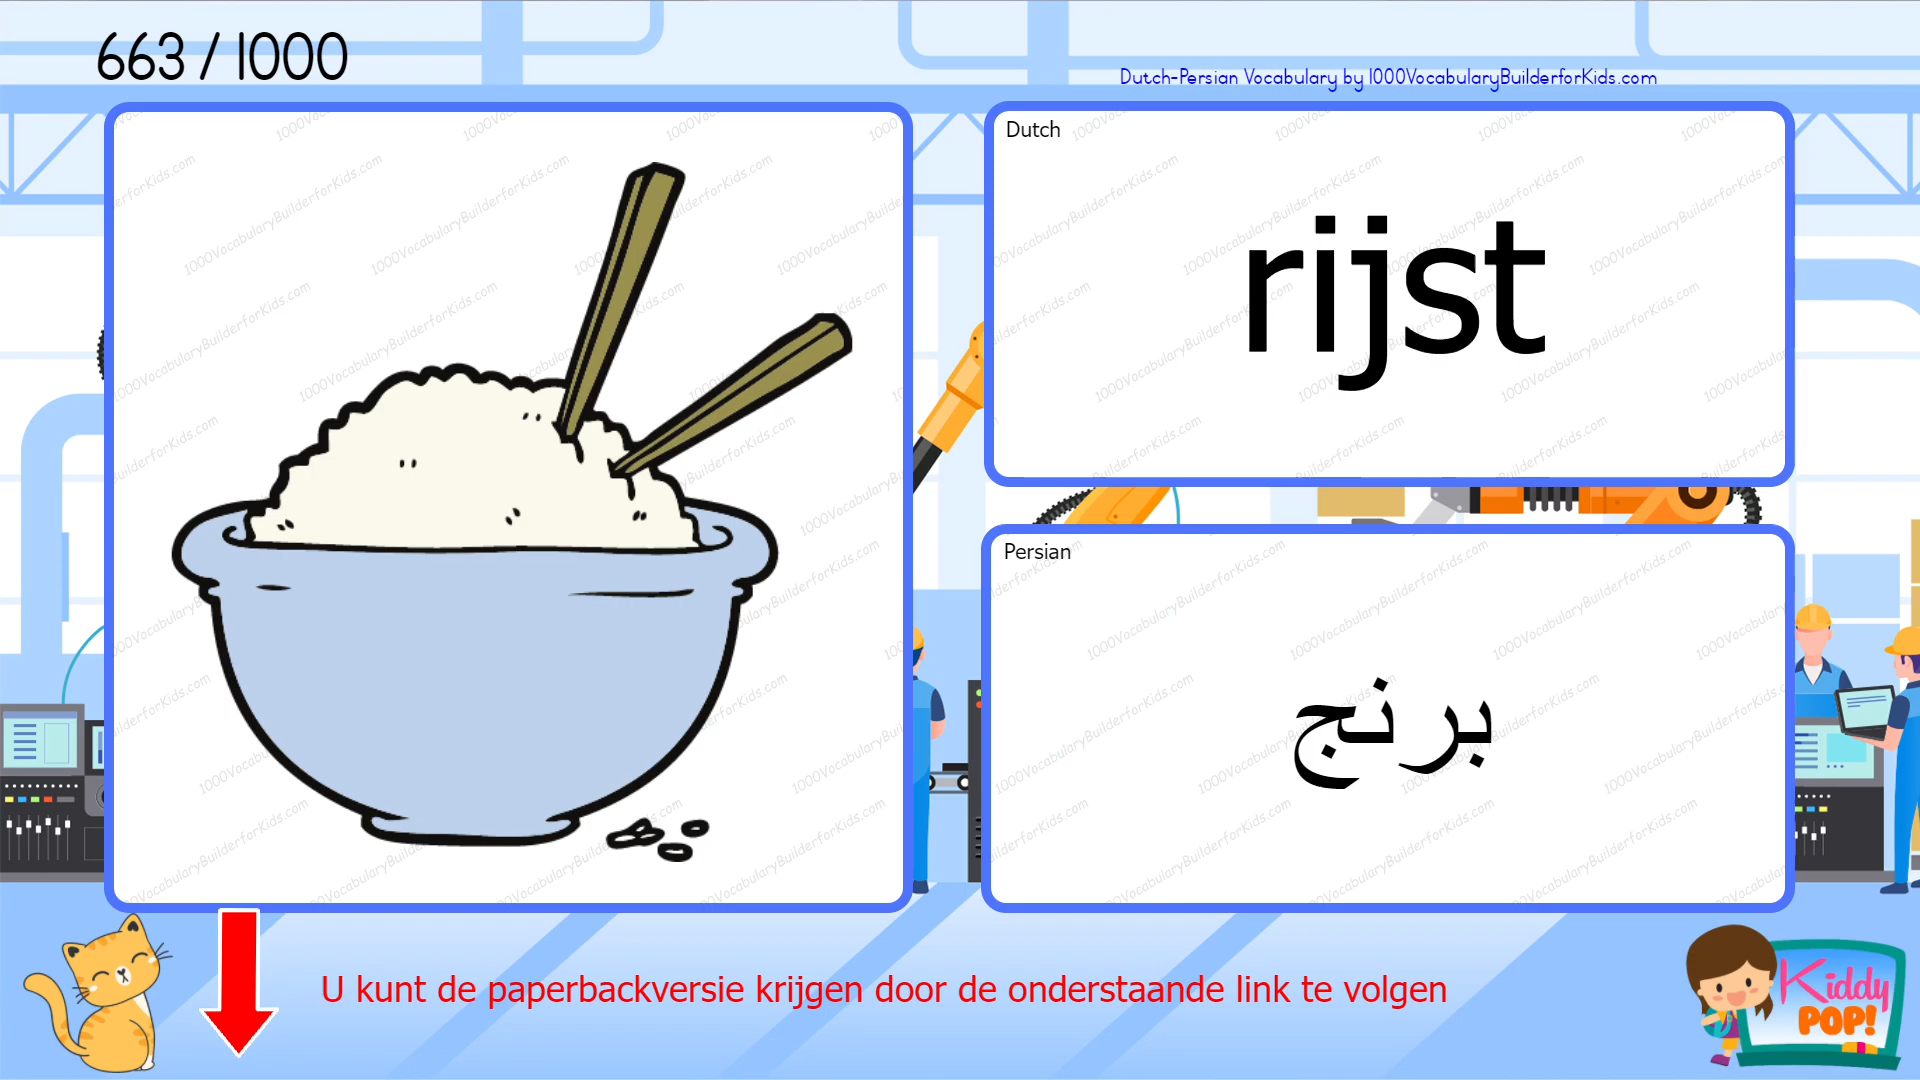 663 / 1000
Dutch-Persian Vocabulary by 1000VocabularyBuilderforKids.com
Dutch
rijst
Persian
برنج
U kunt de paperbackversie krijgen door de onderstaande link te volgen
Kiddy
POP!